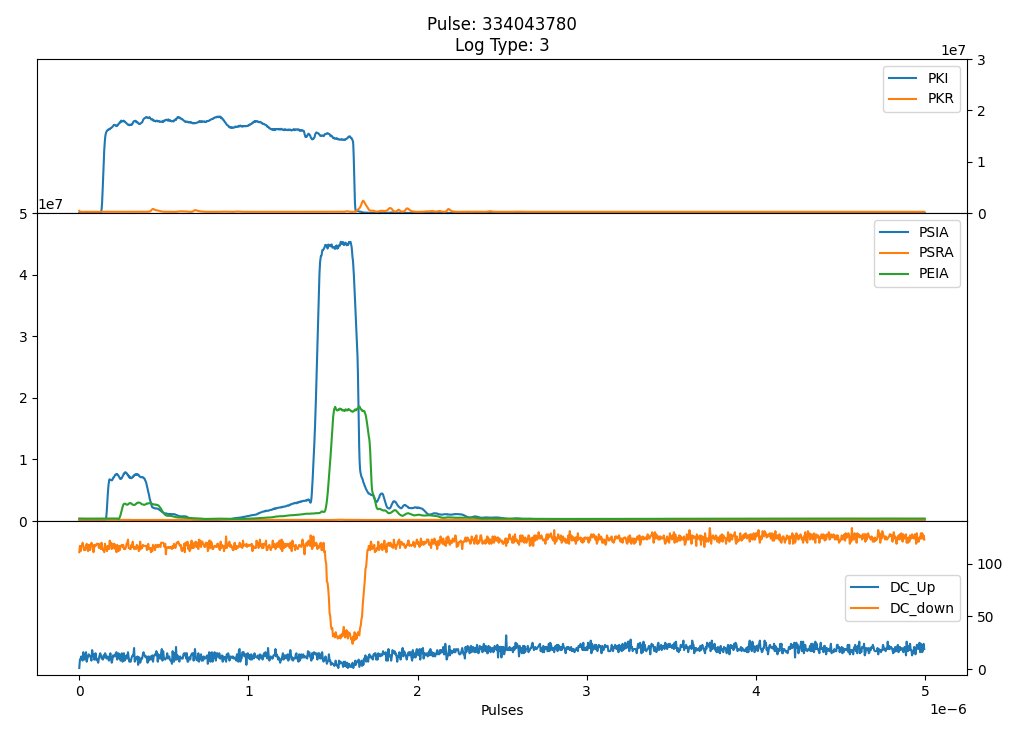 Pulse: 334043780
Log Type: 3
1e7
3
2
1
0
PKI
PKR
1e7
5
4
3
2
1
0
PSIA
PSRA
PEIA
100
50
0
DC_Up
DC_down
0 1 2 3 4 5
1e−6
Pulses